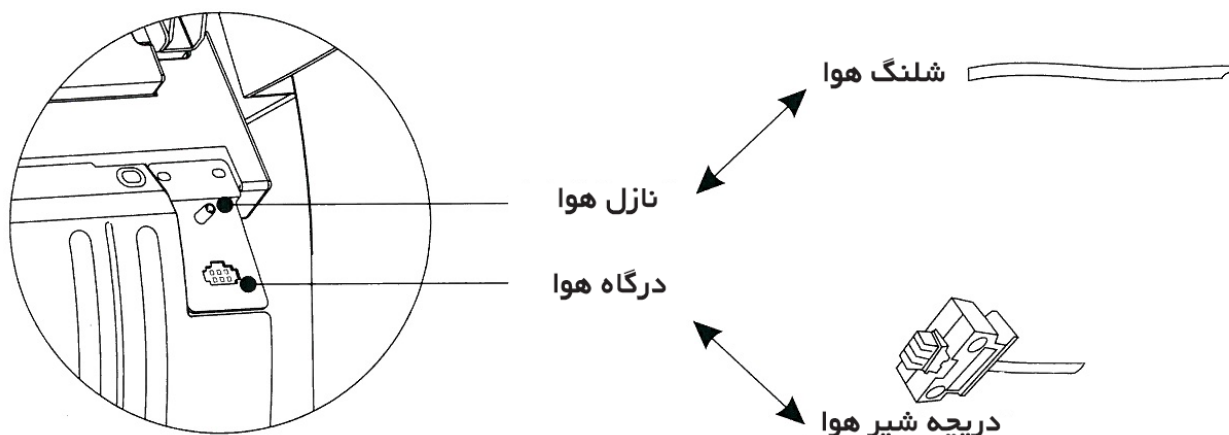 شلنگ هوا
نازل هوا
درگاه هوا
دریچه شیر هوا